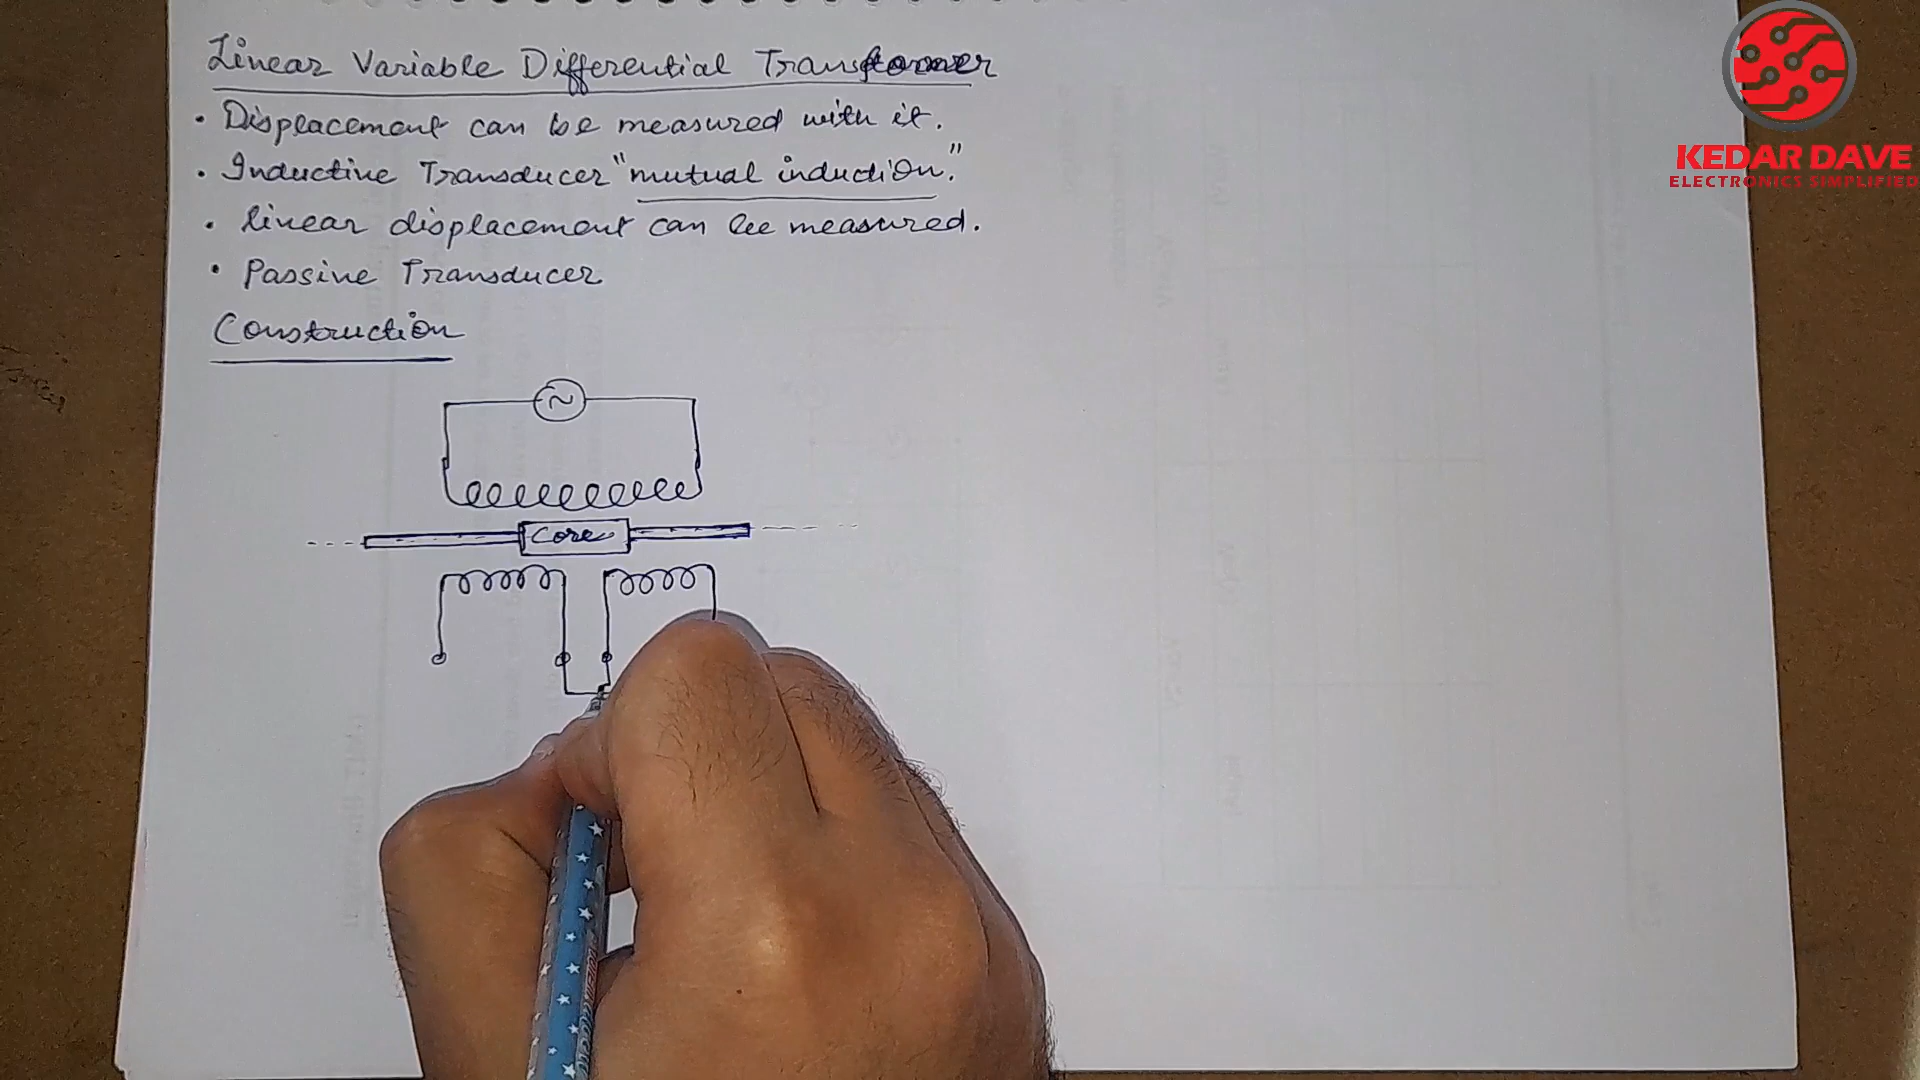 Linear Variable Differential Transformer
• Displacement can be measured with it.
• Inductive Transducer "mutual induction."
• linear displacement can be measured.
• Passive Transducer
Construction
~
Core
KEDAR DAVE
ELECTRONICS SIMPLIFIED